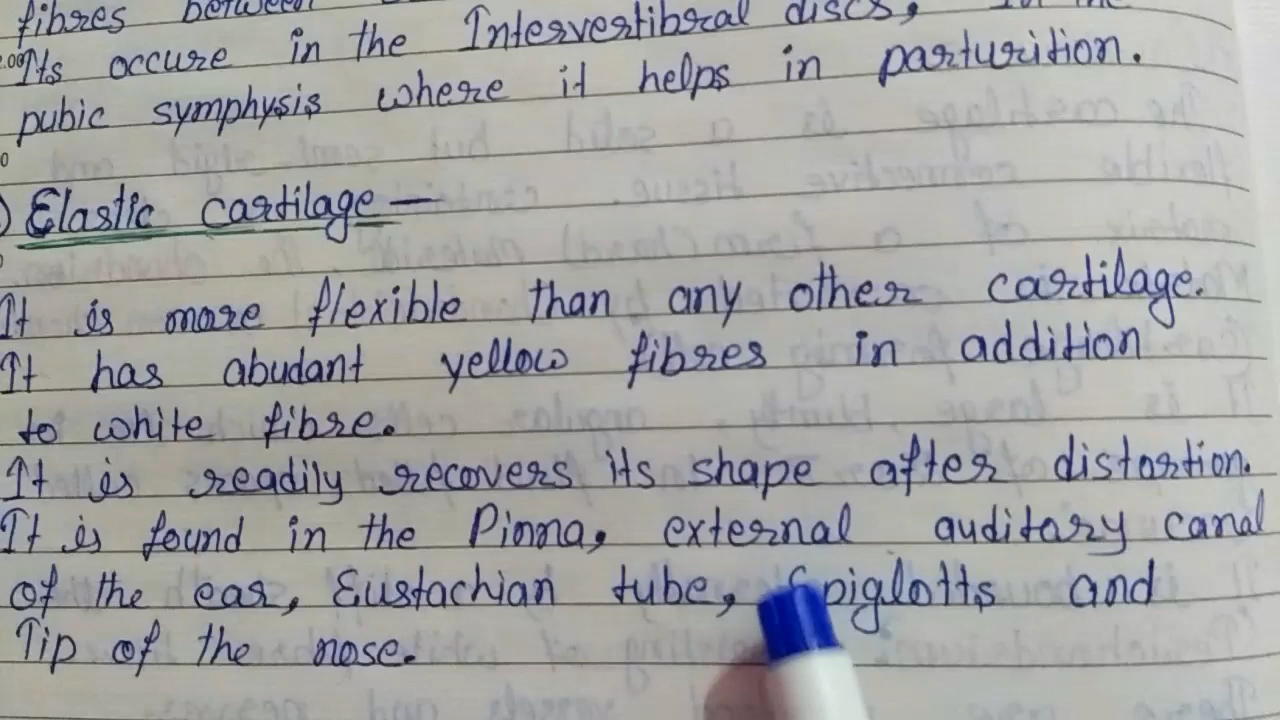 fibres between
Its occure in the Intervertibral discs, In the
pubic symphysis where it helps in parturition.
Elastic cartilage —
It is more flexible than any other cartilage.
It has abudant yellow fibres in addition
to white fibre.
It is readily recovers its shape after distortion.
It is found in the Pinna, external auditary canal
of the ear, Eustachian tube, Epiglotts and
Tip of the nose.